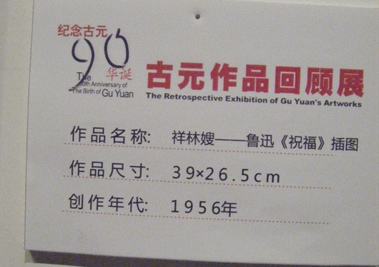 纪念古元
90
华诞
The 90th Anniversary of
The Birth of Gu Yuan
古元作品回顾展
The Retrospective Exhibition of Gu Yuan's Artworks
作品名称: 祥林嫂——鲁迅《祝福》插图
作品尺寸: 39×26.5cm
创作年代: 1956年